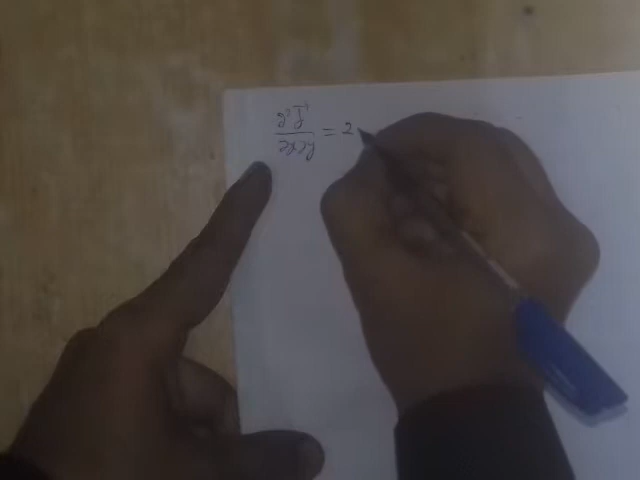 ∂²f / ∂x∂y = 2